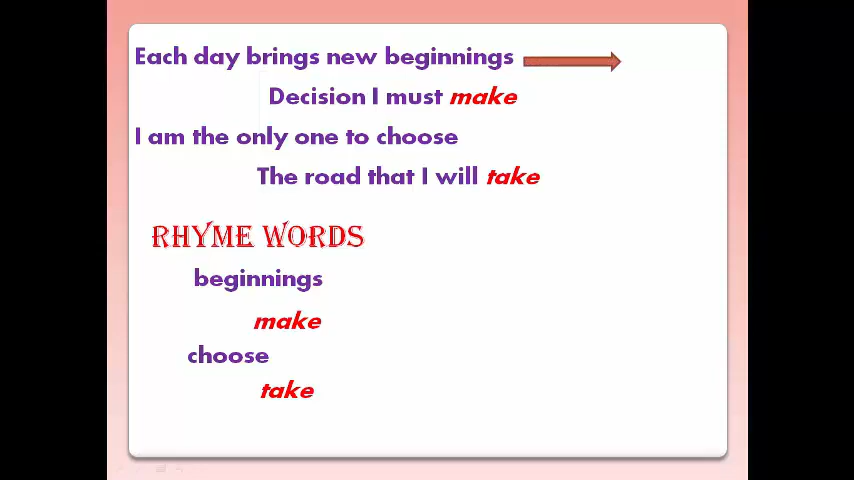 Each day brings new beginnings
Decision I must make
I am the only one to choose
The road that I will take
RHYME WORDS
beginnings
make
choose
take